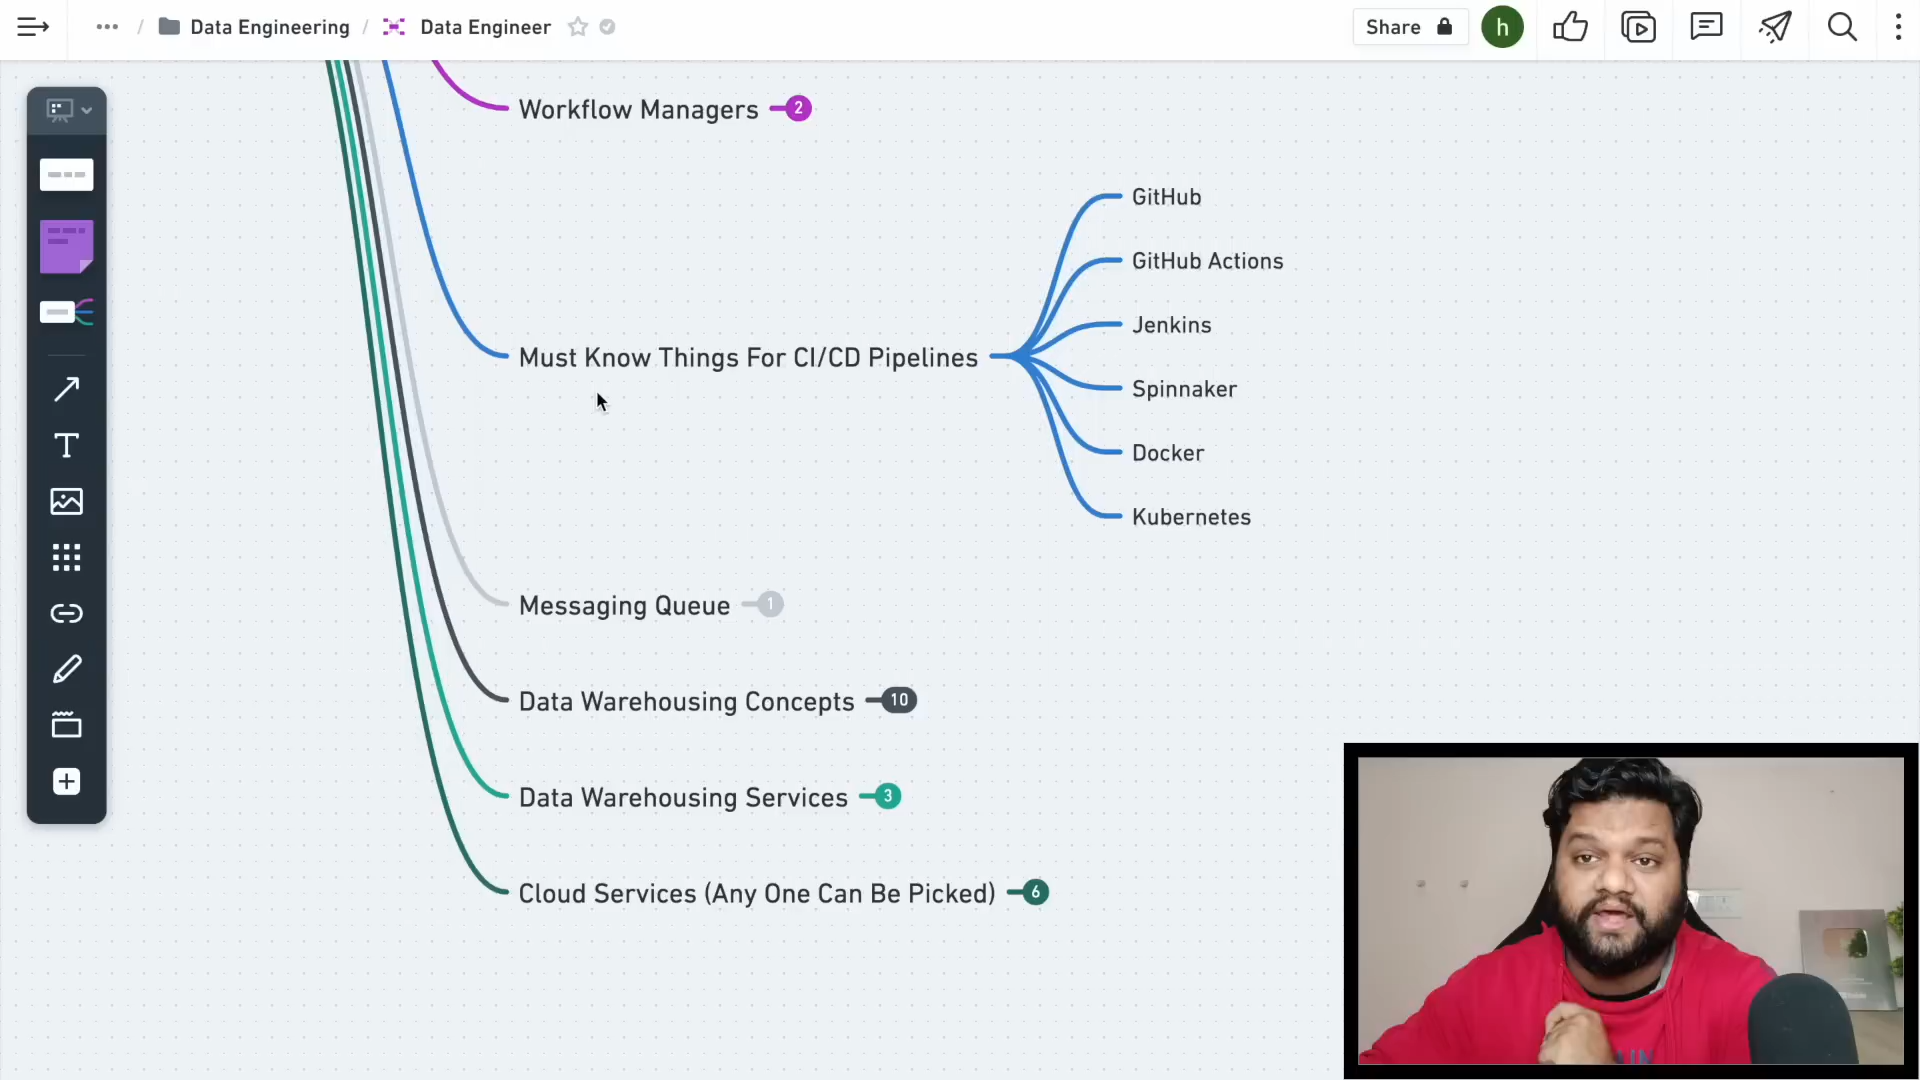 ... / Data Engineering / Data Engineer
Share
h
Workflow Managers 2
GitHub
GitHub Actions
Jenkins
Must Know Things For CI/CD Pipelines
Spinnaker
Docker
Kubernetes
Messaging Queue 1
Data Warehousing Concepts 10
Data Warehousing Services 3
Cloud Services (Any One Can Be Picked) 6